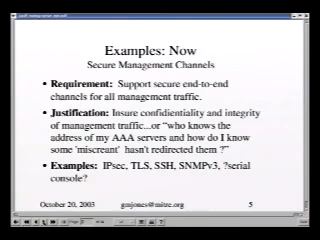 Examples: Now
Secure Management Channels
• Requirement: Support secure end-to-end
channels for all management traffic.
• Justification: Insure confidientiality and integrity
of management traffic...or “who knows the
address of my AAA servers and how do I know
some 'miscreant' hasn't redirected them ?”
• Examples: IPsec, TLS, SSH, SNMPv3, ?serial
console?
October 20, 2003 gmjones@mitre.org 5